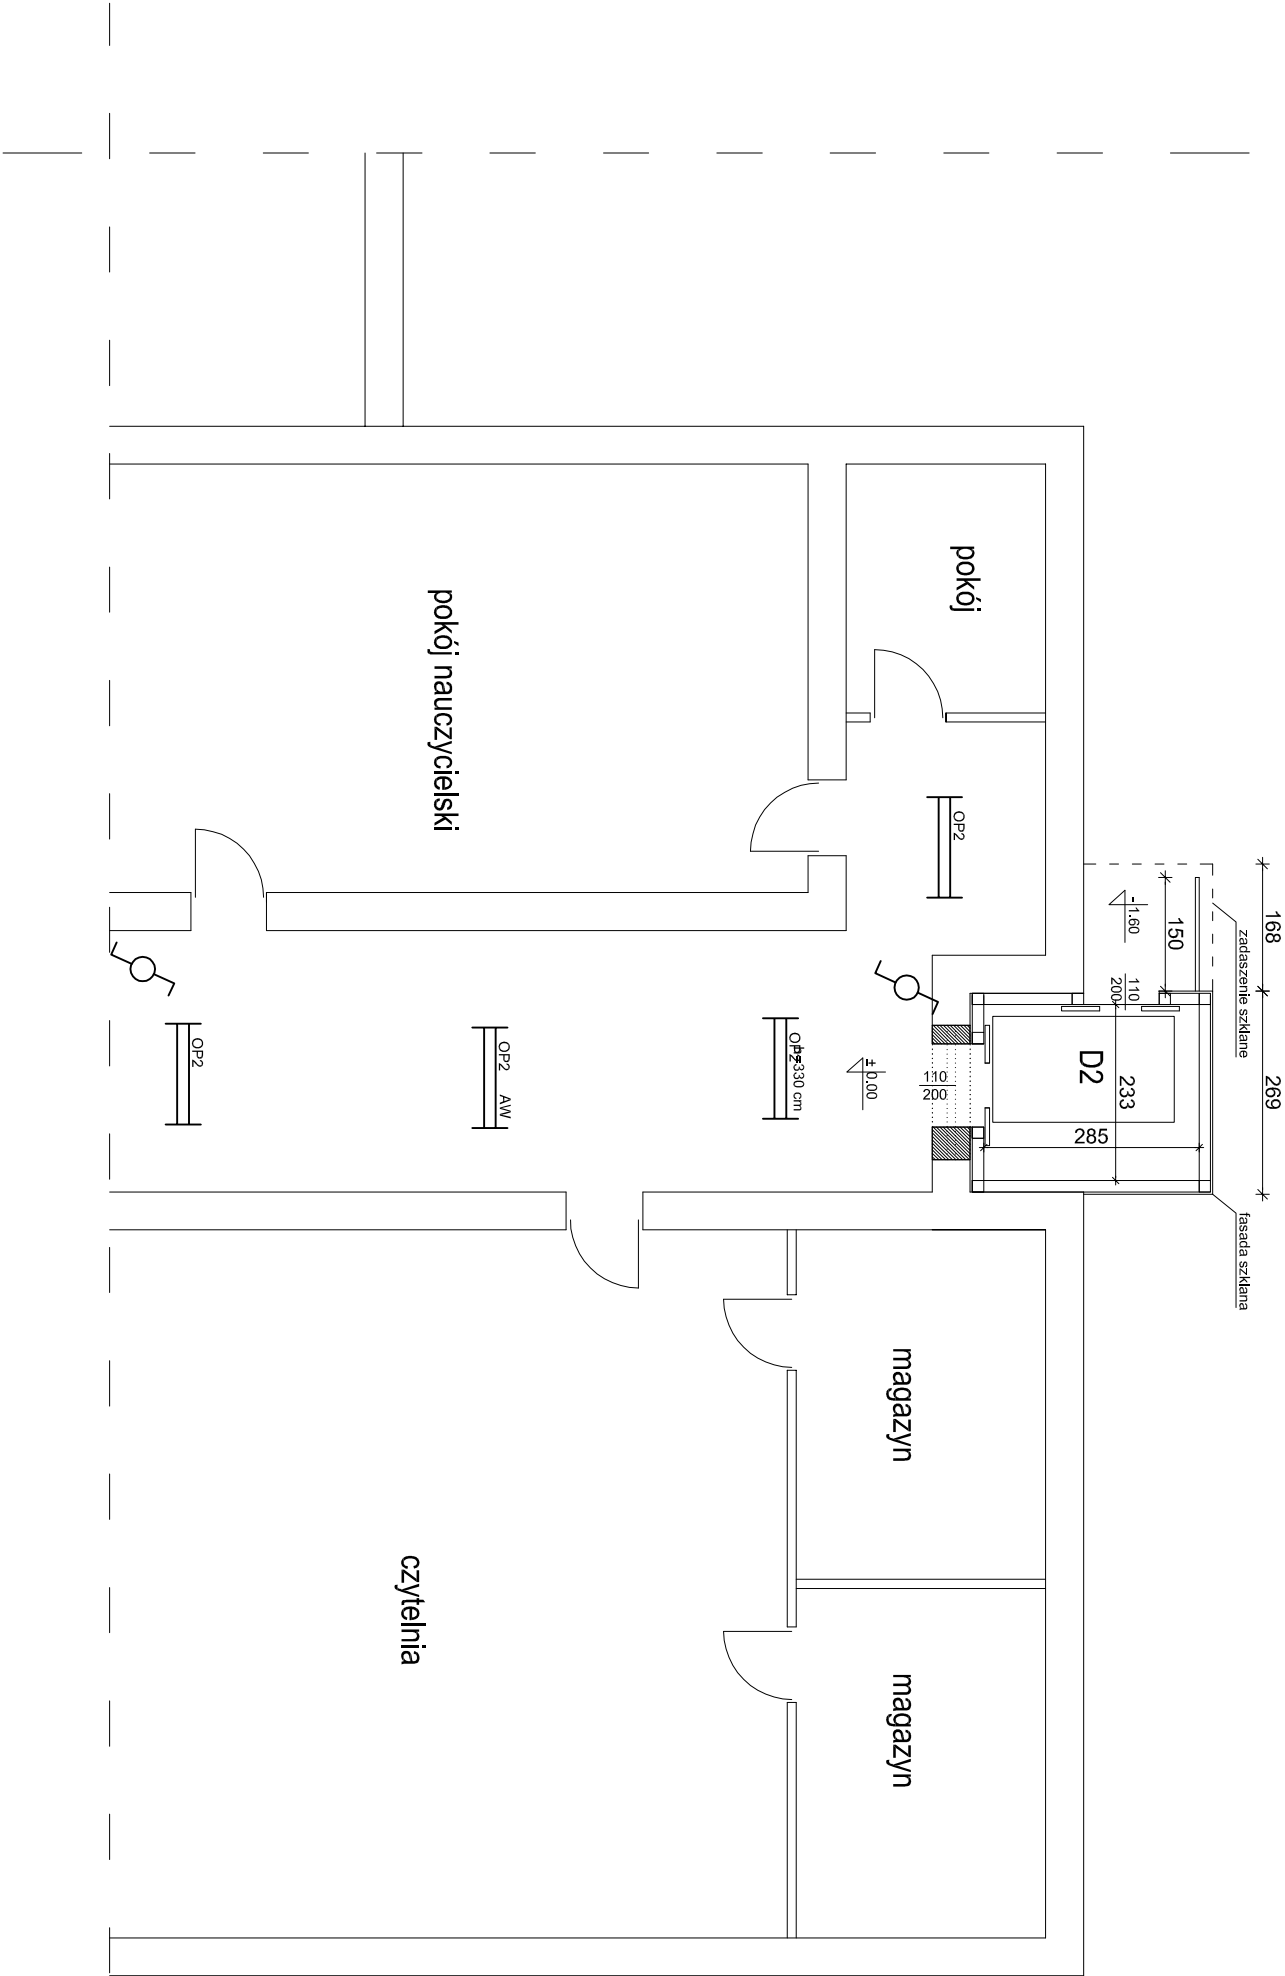 168
269
zadaszenie szklane
fasada szklana
150
-1.60
110
200
D2
233
285
pokój
OP2
110
200
± 0.00
h=330 cm
OP2
magazyn
magazyn
OP2
AW
pokój nauczycielski
czytelnia
OP2